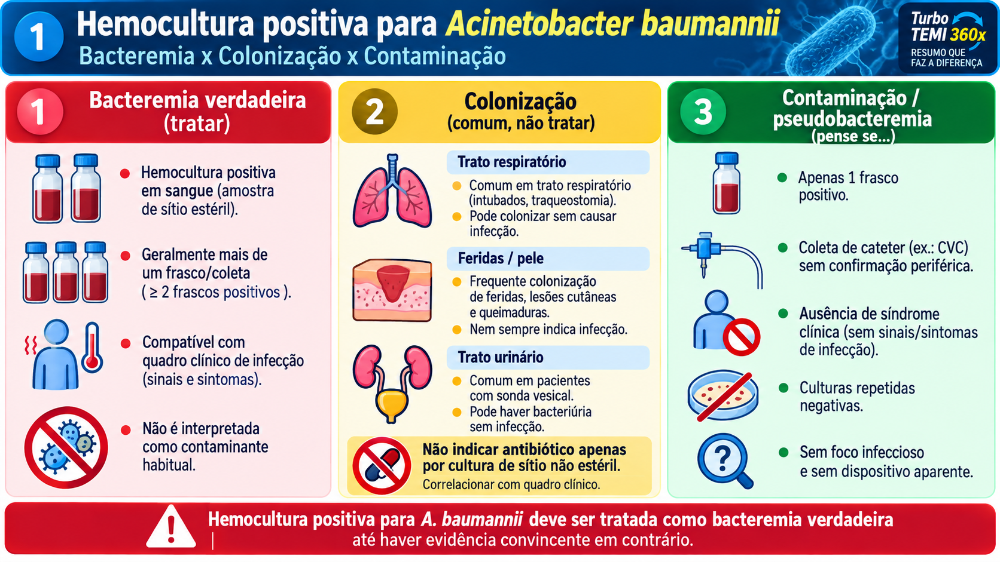 1
Hemocultura positiva para Acinetobacter baumannii
Bacteremia x Colonização x Contaminação
Turbo
TEMI 360x
RESUMO QUE
FAZ A DIFERENÇA
1
Bacteremia verdadeira
(tratar)
Hemocultura positiva
em sangue (amostra
de sítio estéril).
Geralmente mais de
um frasco/coleta
( ≥ 2 frascos positivos ).
Compatível com
quadro clínico de infecção
(sinais e sintomas).
Não é interpretada
como contaminante
habitual.
2
Colonização
(comum, não tratar)
Trato respiratório
Comum em trato respiratório
(intubados, traqueostomia).
Pode colonizar sem causar
infecção.
Feridas / pele
Frequente colonização
de feridas, lesões cutâneas
e queimaduras.
Nem sempre indica infecção.
Trato urinário
Comum em pacientes
com sonda vesical.
Pode haver bacteriúria
sem infecção.
Não indicar antibiótico apenas
por cultura de sítio não estéril.
Correlacionar com quadro clínico.
3
Contaminação /
pseudobacteremia
(pense se...)
Apenas 1 frasco
positivo.
Coleta de cateter (ex.: CVC)
sem confirmação periférica.
Ausência de síndrome
clínica (sem sinais/sintomas
de infecção).
Culturas repetidas
negativas.
?
Sem foco infeccioso
e sem dispositivo aparente.
!
Hemocultura positiva para A. baumannii deve ser tratada como bacteremia verdadeira
até haver evidência convincente em contrário.